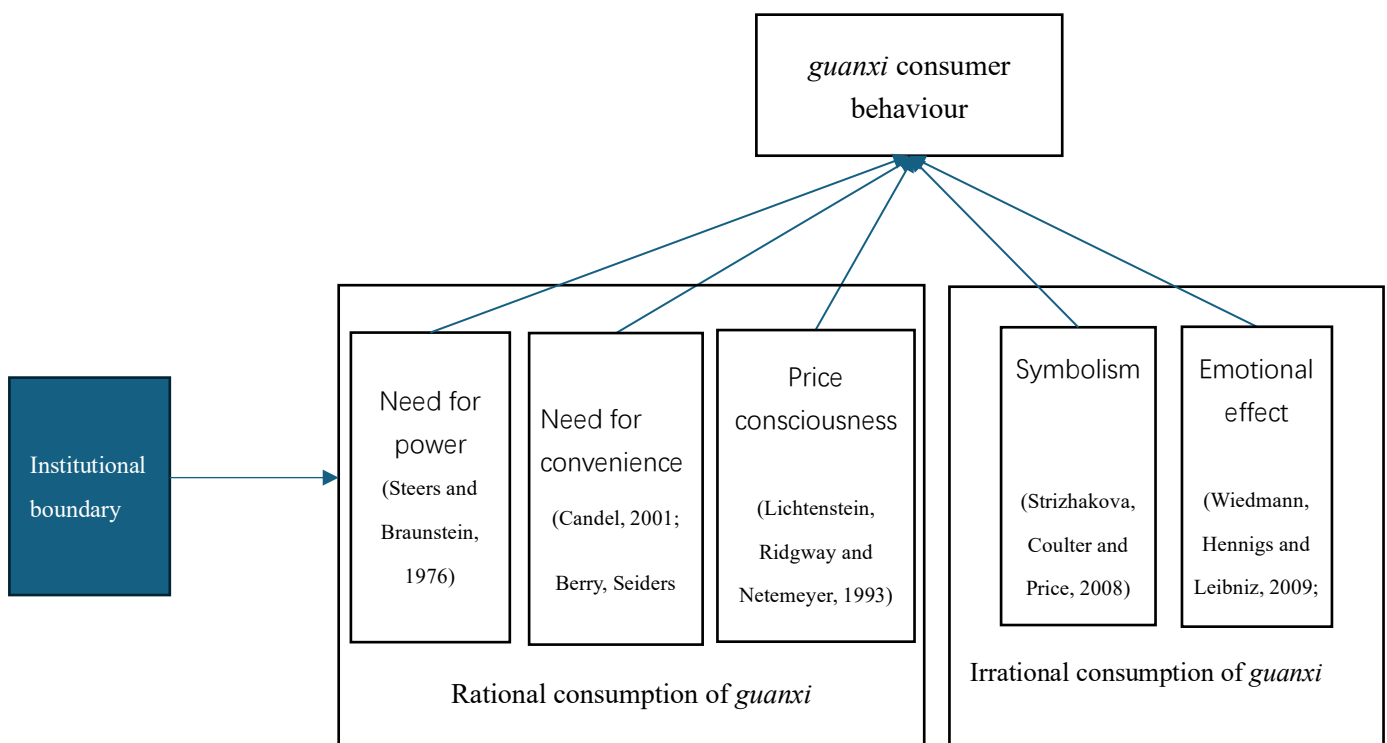 guanxi consumer
behaviour
Institutional
boundary
Need for
power
(Steers and
Braunstein,
1976)
Need for
convenience
(Candel, 2001;
Berry, Seiders
Price
consciousness
(Lichtenstein,
Ridgway and
Netemeyer, 1993)
Rational consumption of guanxi
Symbolism
(Strizhakova,
Coulter and
Price, 2008)
Emotional
effect
(Wiedmann,
Hennigs and
Leibniz, 2009;
Irrational consumption of guanxi